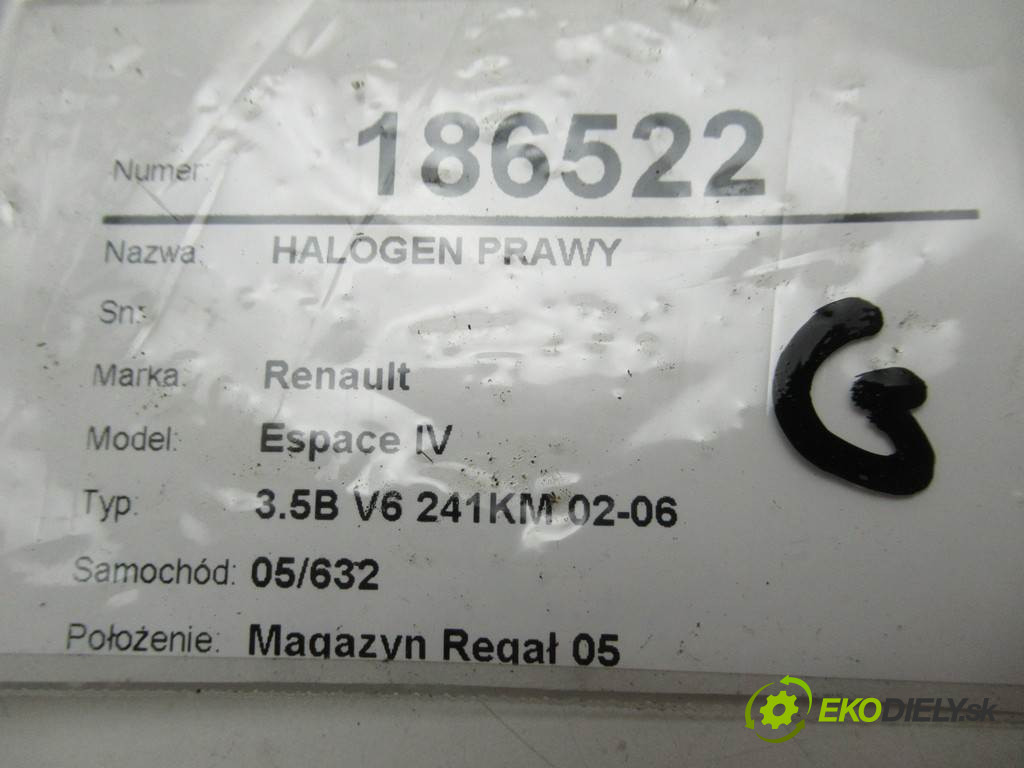 Numer: 186522
Nazwa: HALOGEN PRAWY
Sn:
Marka: Renault
Model: Espace IV
Typ: 3.5B V6 241KM 02-06
Samochód: 05/632
Położenie: Magazyn Regał 05
G
EKODIELY.sk